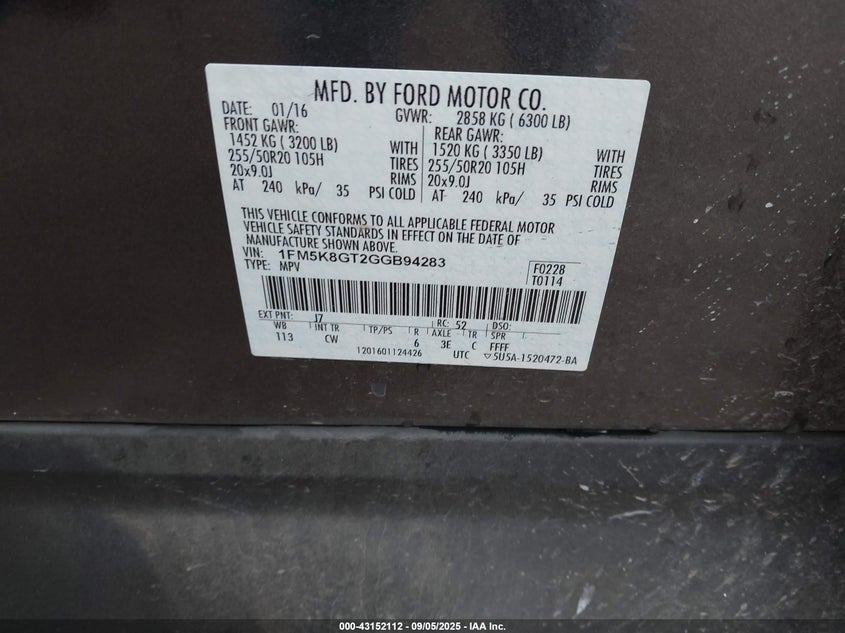 MFD. BY FORD MOTOR CO.
DATE: 01/16 GVWR: 2858 KG ( 6300 LB)
FRONT GAWR: REAR GAWR:
1452 KG ( 3200 LB) WITH 1520 KG ( 3350 LB) WITH
255/50R20 105H TIRES 255/50R20 105H TIRES
20x9.0J RIMS 20x9.0J RIMS
AT 240 kPa/ 35 PSI COLD AT 240 kPa/ 35 PSI COLD
THIS VEHICLE CONFORMS TO ALL APPLICABLE FEDERAL MOTOR
VEHICLE SAFETY STANDARDS IN EFFECT ON THE DATE OF
MANUFACTURE SHOWN ABOVE.
VIN: 1FM5K8GT2GGB94283
TYPE: MPV
F0228
T0114
EXT PNT: J7 RC: 52 DSO:
WB INT TR TP/PS R AXLE TR SPR
113 CW 6 3E C FFFF
1201601124426 UTC ▽5U5A-1520472-BA
000-43152112 - 09/05/2025 - IAA Inc.